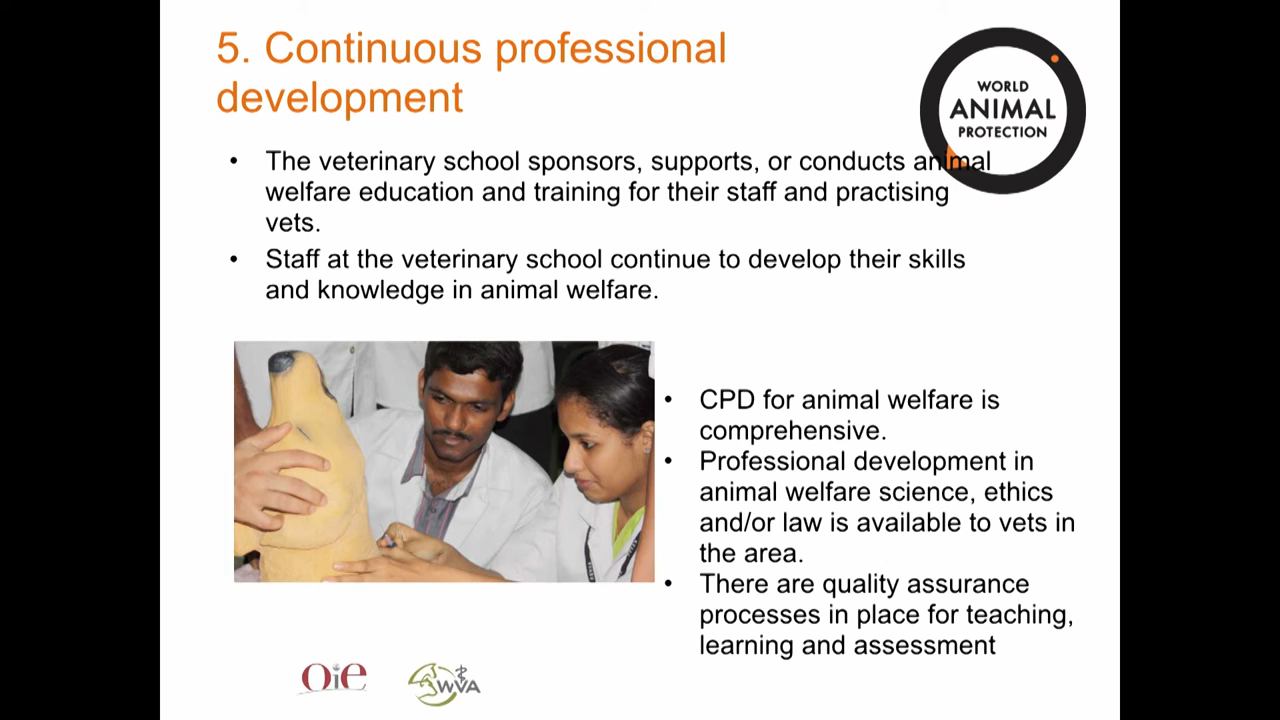 5. Continuous professional
development
WORLD
ANIMAL
PROTECTION
• The veterinary school sponsors, supports, or conducts animal
welfare education and training for their staff and practising
vets.
• Staff at the veterinary school continue to develop their skills
and knowledge in animal welfare.
• CPD for animal welfare is
comprehensive.
• Professional development in
animal welfare science, ethics
and/or law is available to vets in
the area.
• There are quality assurance
processes in place for teaching,
learning and assessment
oie
WVA